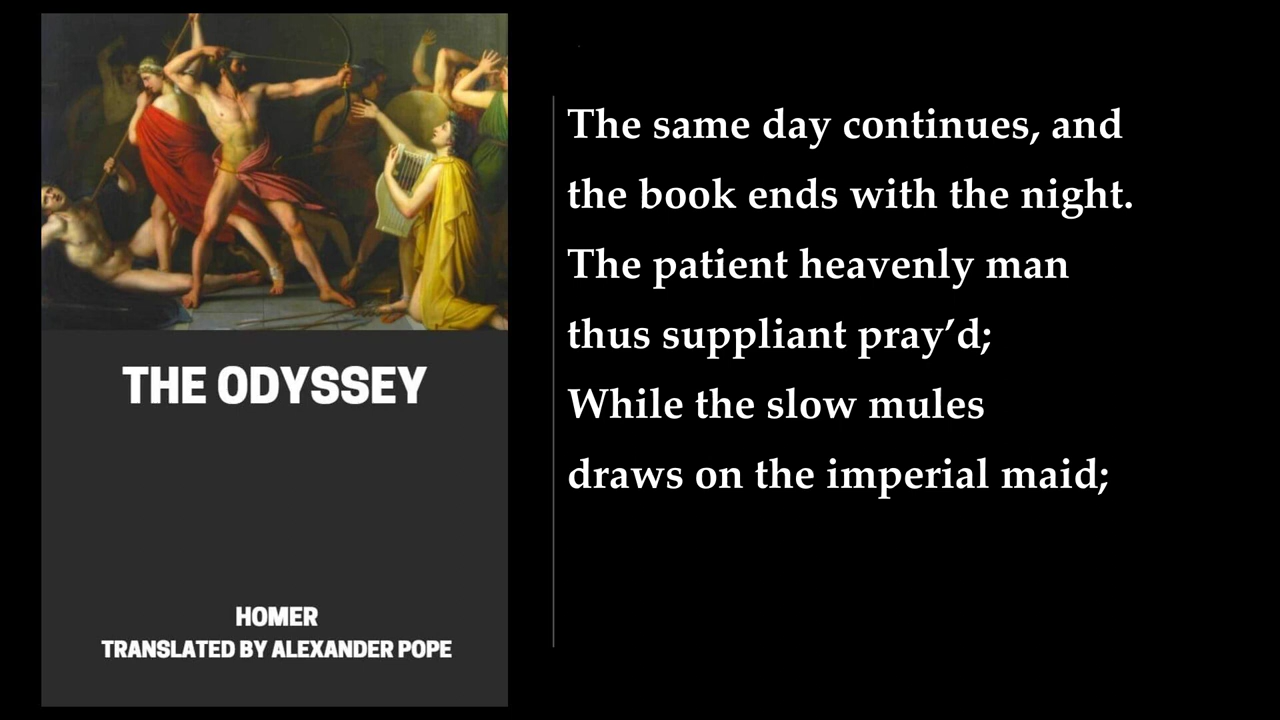 THE ODYSSEY
HOMER
TRANSLATED BY ALEXANDER POPE
The same day continues, and
the book ends with the night.
The patient heavenly man
thus suppliant pray’d;
While the slow mules
draws on the imperial maid;